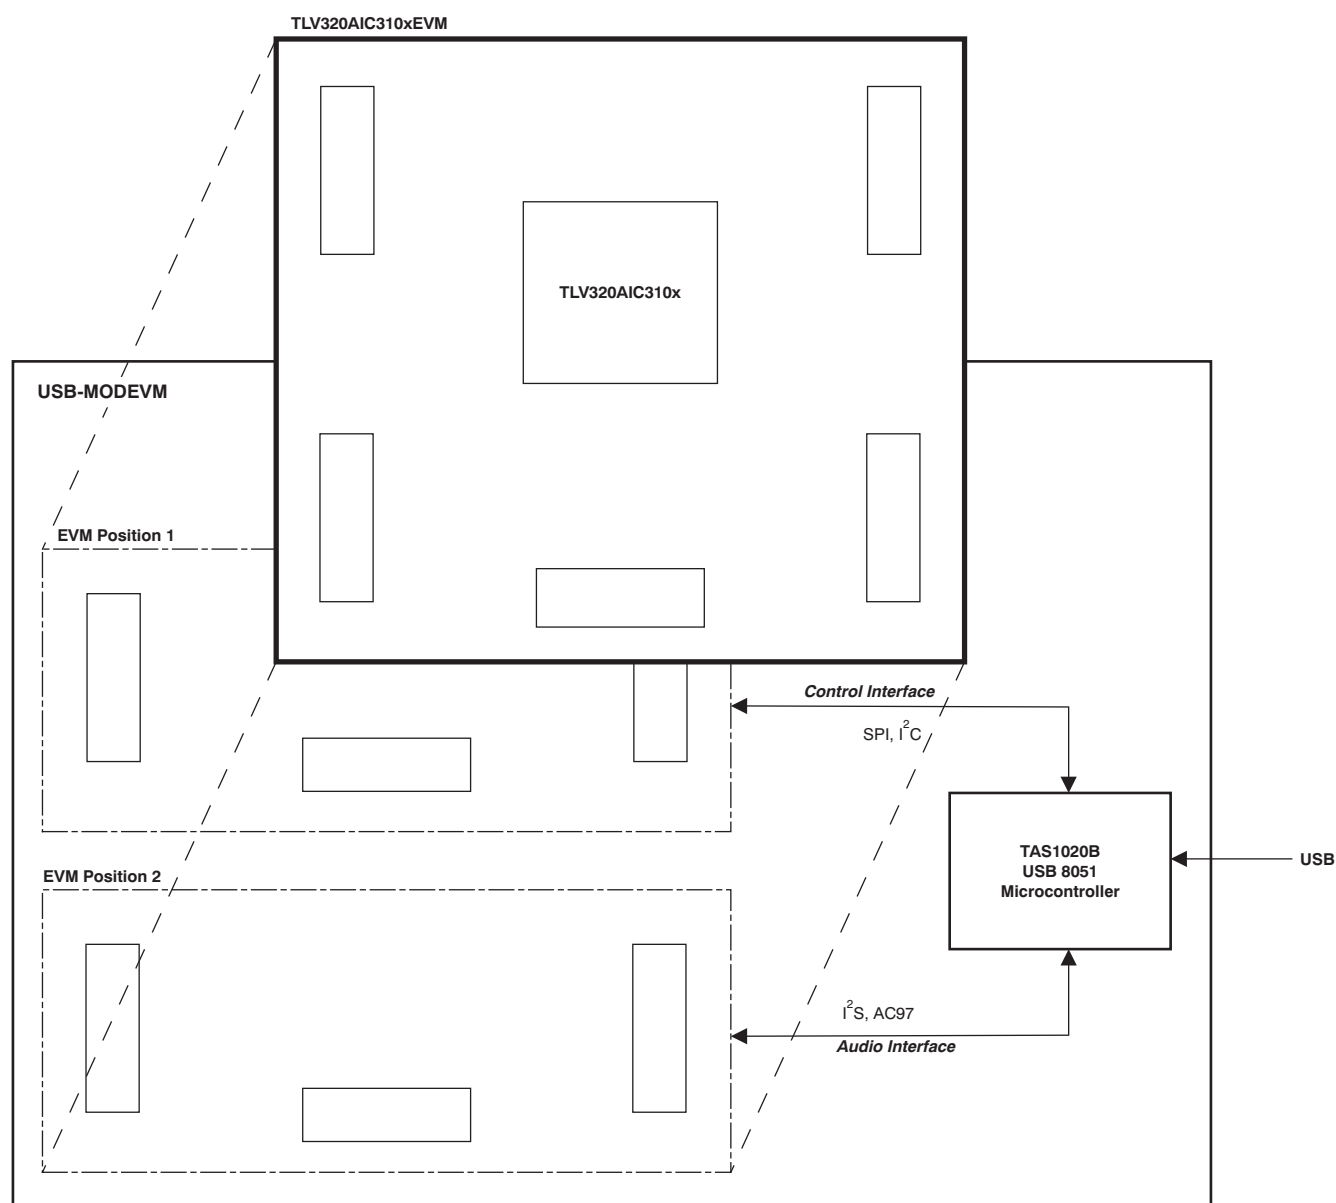 TLV320AIC310xEVM
TLV320AIC310x
USB-MODEVM
EVM Position 1
Control Interface
SPI, I²C
TAS1020B
USB 8051
Microcontroller
USB
EVM Position 2
I²S, AC97
Audio Interface